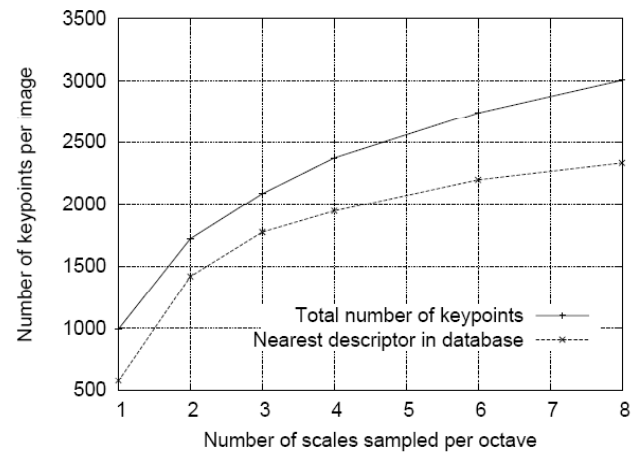 3500
3000
2500
2000
1500
1000
500
Number of keypoints per image
Total number of keypoints
Nearest descriptor in database
1 2 3 4 5 6 7 8
Number of scales sampled per octave